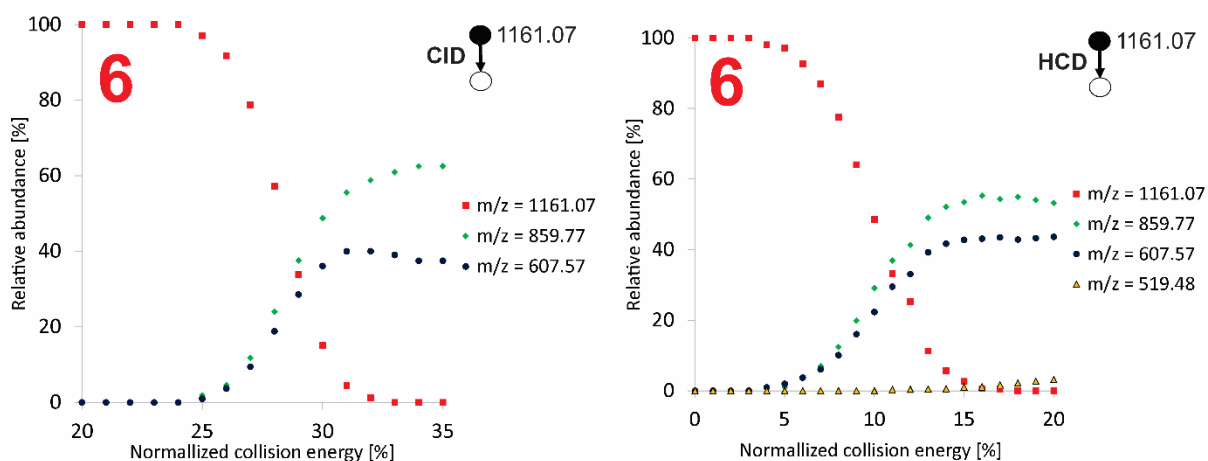 100
80
60
40
20
0
Relative abundance [%]
6
CID
1161.07
m/z = 1161.07
m/z = 859.77
m/z = 607.57
20 25 30 35
Normallized collision energy [%]
100
80
60
40
20
0
Relative abundance [%]
6
HCD
1161.07
m/z = 1161.07
m/z = 859.77
m/z = 607.57
m/z = 519.48
0 5 10 15 20
Normallized collision energy [%]